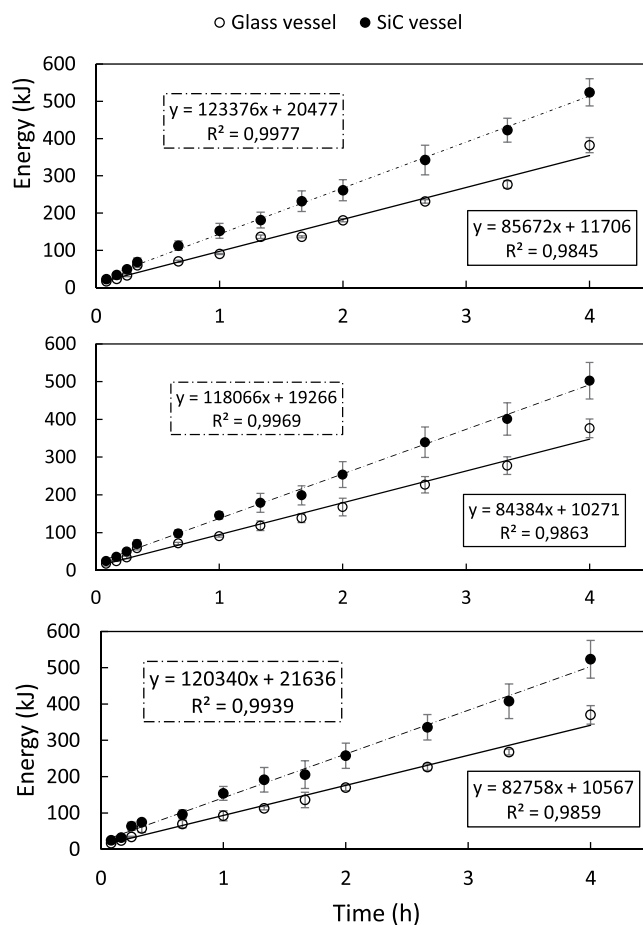 Glass vessel SiC vessel
600
500
400
300
200
100
0
Energy (kJ)
y = 123376x + 20477
R² = 0,9977
y = 85672x + 11706
R² = 0,9845
0 1 2 3 4
600
500
400
300
200
100
0
y = 118066x + 19266
R² = 0,9969
y = 84384x + 10271
R² = 0,9863
0 1 2 3 4
600
500
400
300
200
100
0
Energy (kJ)
y = 120340x + 21636
R² = 0,9939
y = 82758x + 10567
R² = 0,9859
0 1 2 3 4
Time (h)